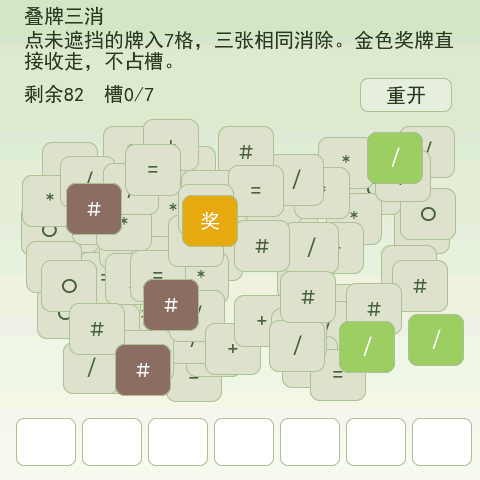 叠牌三消
点未遮挡的牌入7格，三张相同消除。金色奖牌直
接收走，不占槽。
剩余82 槽0/7
重开
# = * / /
/ * # / = / *
奖
# / * O
O = = * # #
# # # / + # /
/ # + / / =